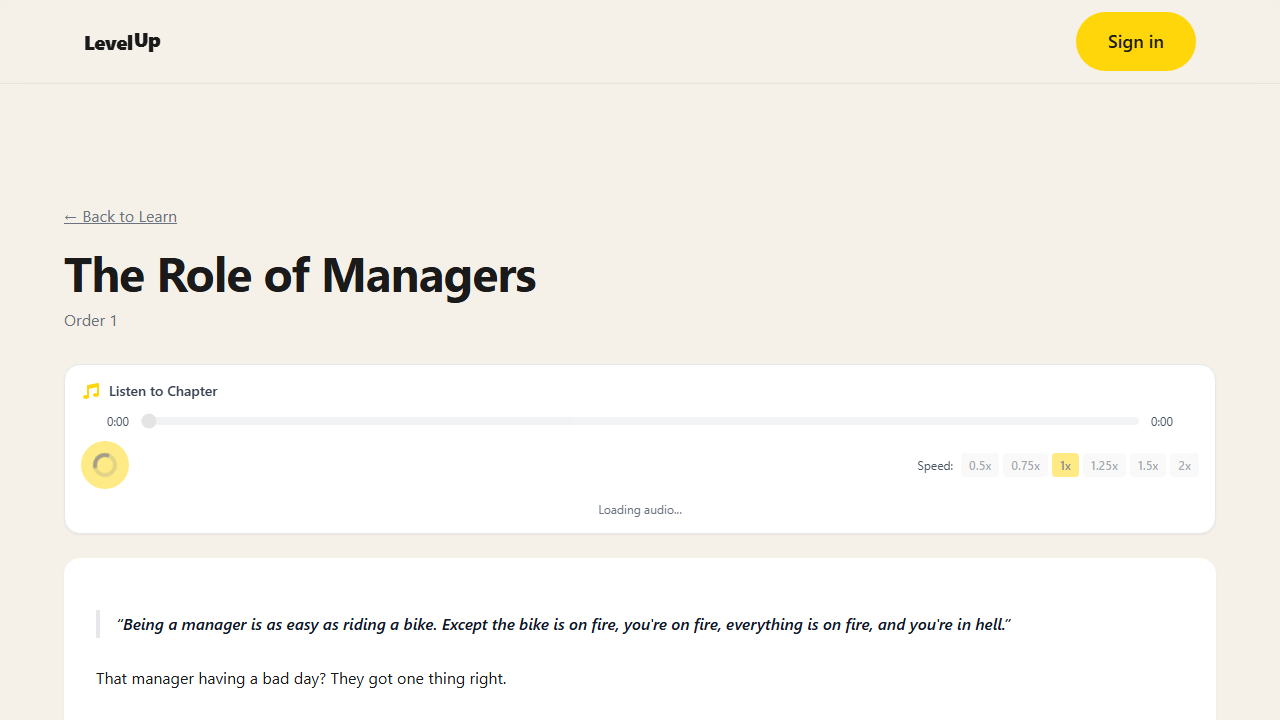 LevelUp
Sign in
← Back to Learn
The Role of Managers
Order 1
Listen to Chapter
0:00
0:00
Speed: 0.5x 0.75x 1x 1.25x 1.5x 2x
Loading audio...
“Being a manager is as easy as riding a bike. Except the bike is on fire, you're on fire, everything is on fire, and you're in hell.”
That manager having a bad day? They got one thing right.